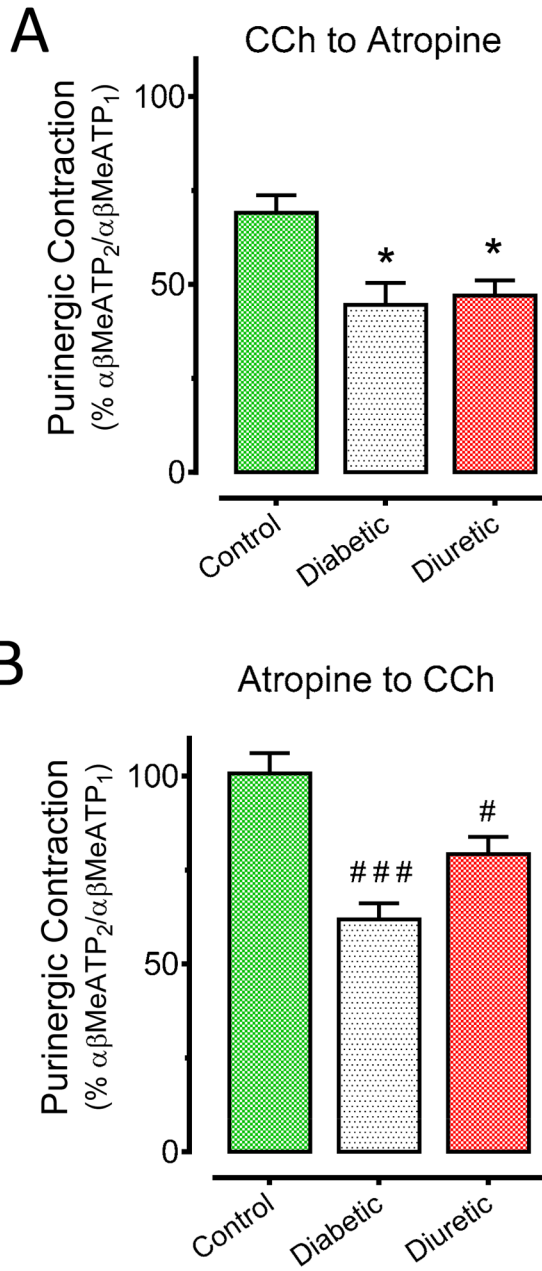 A
CCh to Atropine
Purinergic Contraction
(% αβMeATP₂/αβMeATP₁)
100
50
0
*
*
Control
Diabetic
Diuretic
B
Atropine to CCh
Purinergic Contraction
(% αβMeATP₂/αβMeATP₁)
100
50
0
###
#
Control
Diabetic
Diuretic